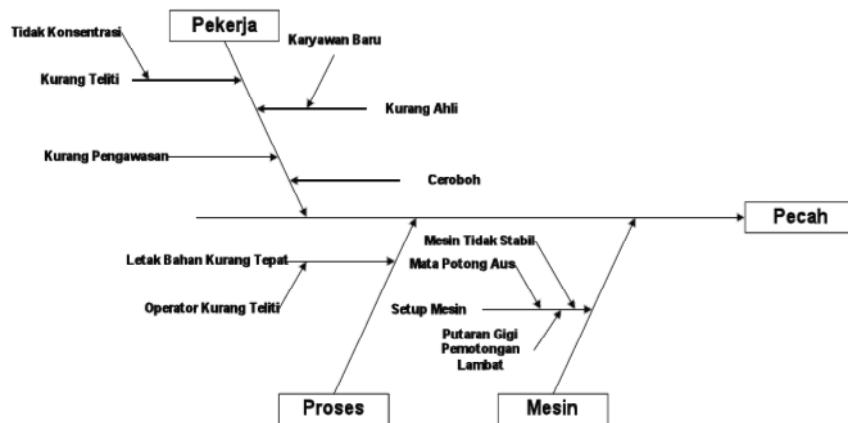 Pekerja
Tidak Konsentrasi
Karyawan Baru
Kurang Teliti
Kurang Ahli
Kurang Pengawasan
Ceroboh
Pecah
Mesin Tidak Stabil
Letak Bahan Kurang Tepat
Mata Potong Aus
Operator Kurang Teliti
Setup Mesin
Putaran Gigi
Pemotongan
Lambat
Proses
Mesin